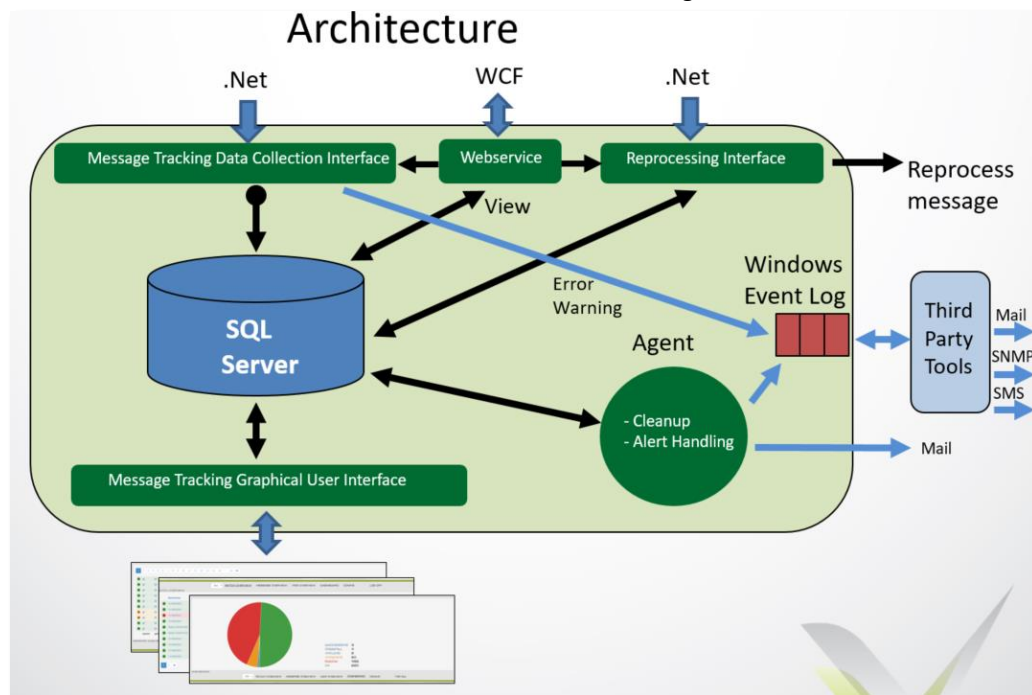 Architecture
.Net
WCF
.Net
Message Tracking Data Collection Interface
Webservice
Reprocessing Interface
Reprocess
message
View
Error
Warning
Windows
Event Log
SQL
Server
Agent
- Cleanup
- Alert Handling
Third
Party
Tools
Mail
SNMP
SMS
Mail
Message Tracking Graphical User Interface